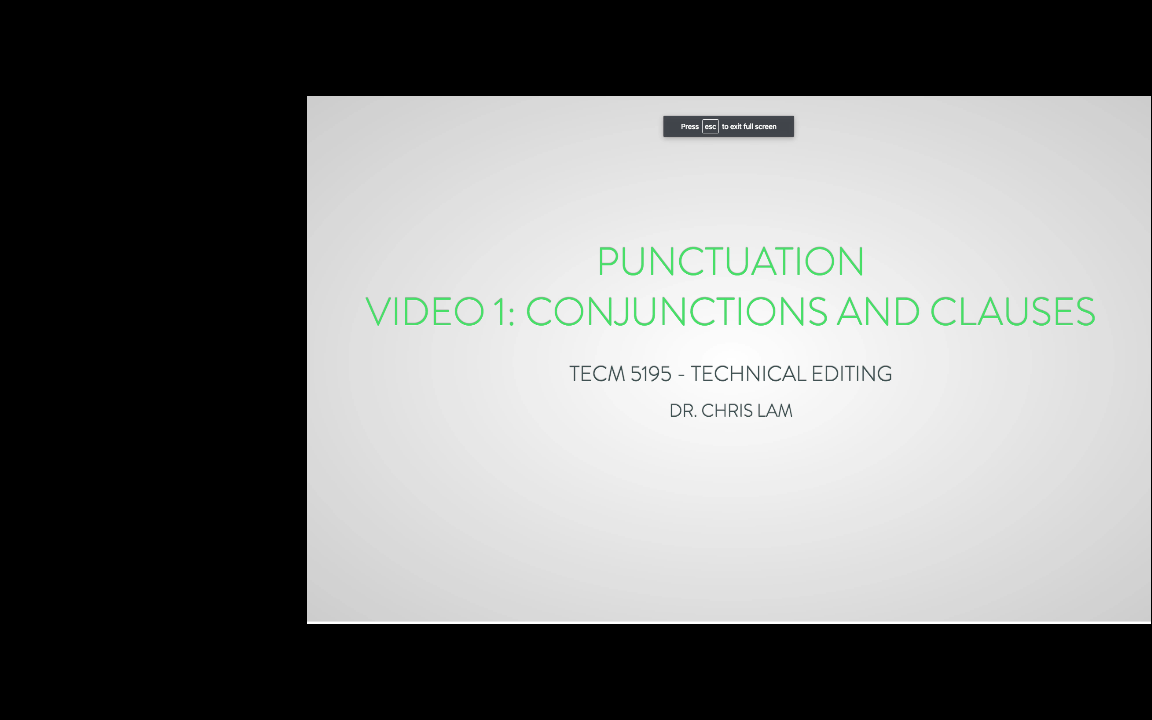 Press esc to exit full screen
PUNCTUATION
VIDEO 1: CONJUNCTIONS AND CLAUSES
TECM 5195 - TECHNICAL EDITING
DR. CHRIS LAM